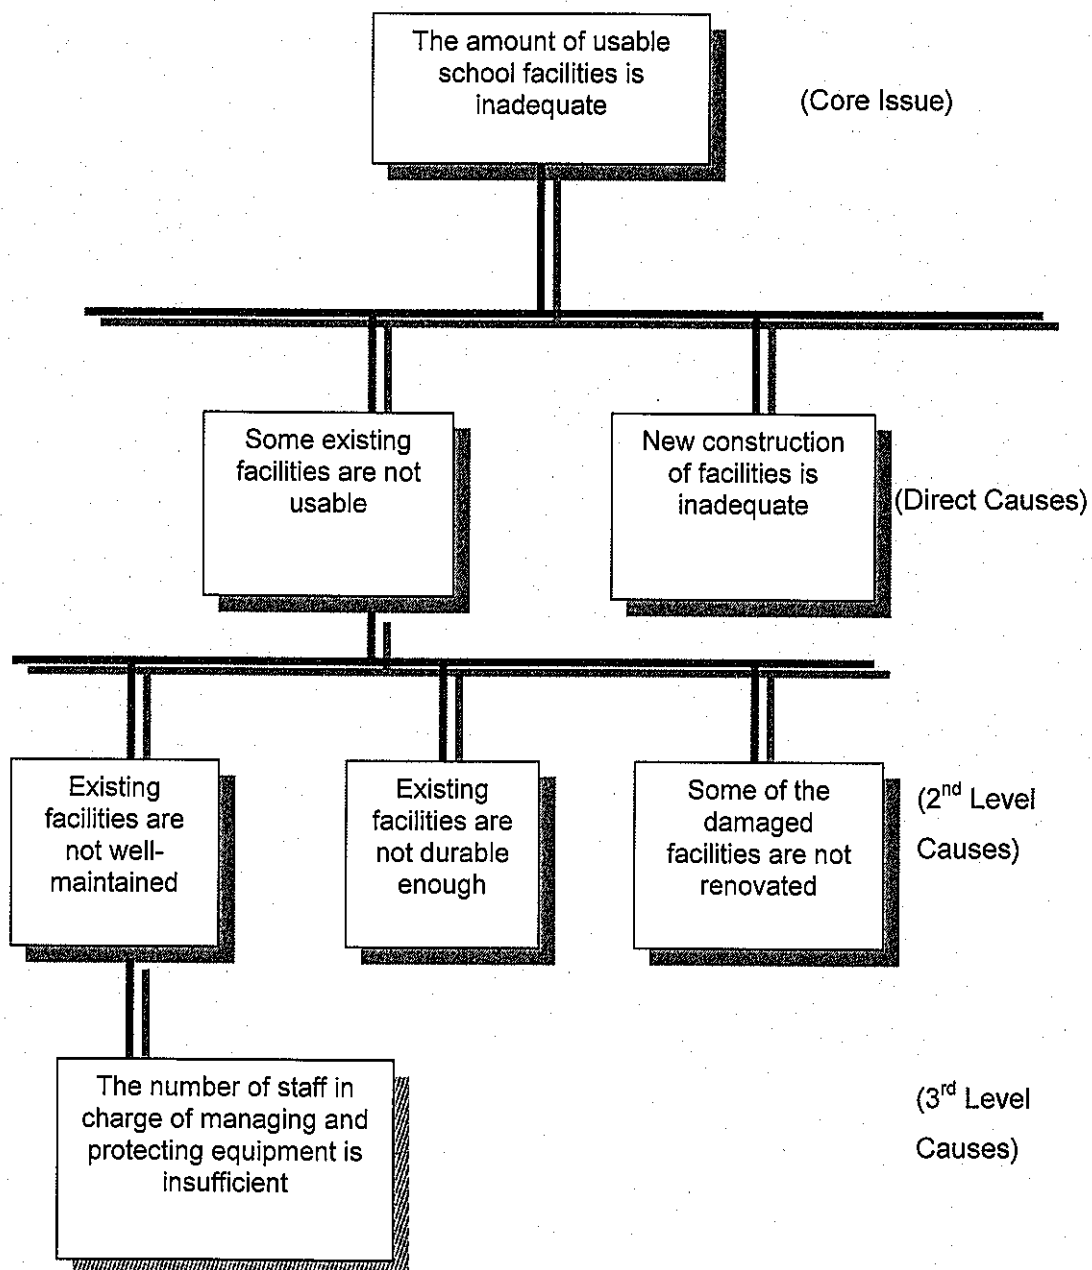 The amount of usable
school facilities is
inadequate
(Core Issue)
Some existing
facilities are not
usable
New construction
of facilities is
inadequate
(Direct Causes)
Existing
facilities are
not well-
maintained
Existing
facilities are
not durable
enough
Some of the
damaged
facilities are not
renovated
(2nd Level
Causes)
The number of staff in
charge of managing and
protecting equipment is
insufficient
(3rd Level
Causes)